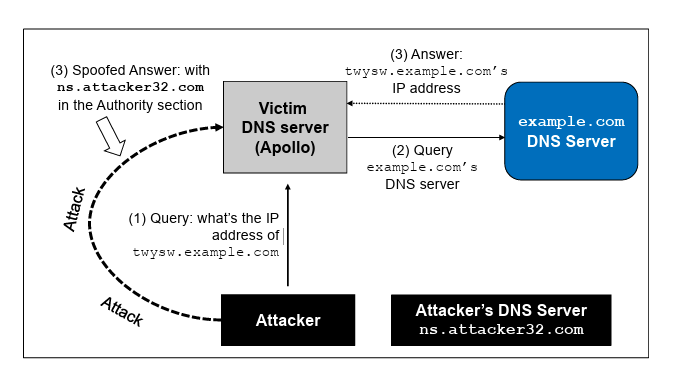 (3) Spoofed Answer: with
ns.attacker32.com
in the Authority section
Victim
DNS server
(Apollo)
(3) Answer:
twysw.example.com's
IP address
example.com
DNS Server
(2) Query
example.com's
DNS server
Attack
(1) Query: what's the IP
address of
twysw.example.com
Attack
Attacker
Attacker's DNS Server
ns.attacker32.com